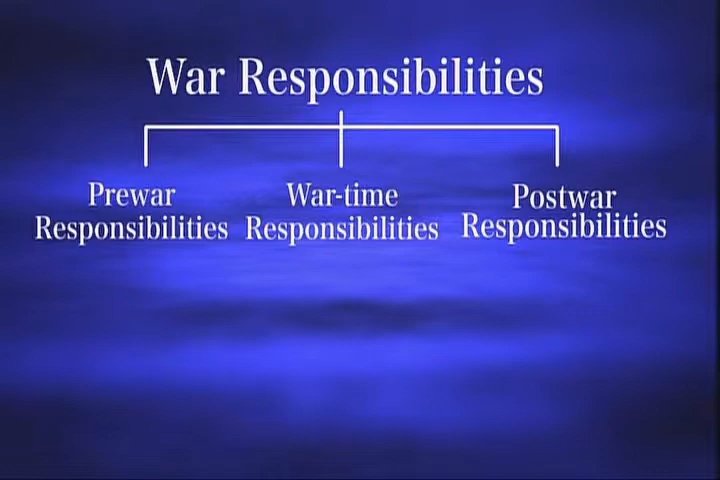 War Responsibilities
Prewar
Responsibilities
War-time
Responsibilities
Postwar
Responsibilities